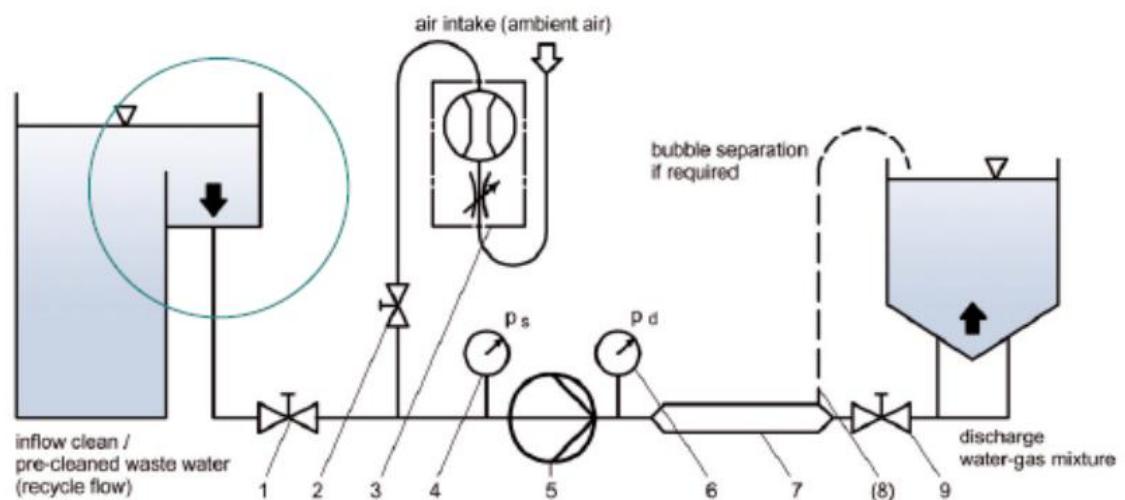 air intake (ambient air)
bubble separation
if required
p s
p d
inflow clean /
pre-cleaned waste water
(recycle flow)
1
2
3
4
5
6
7
(8)
9
discharge
water-gas mixture